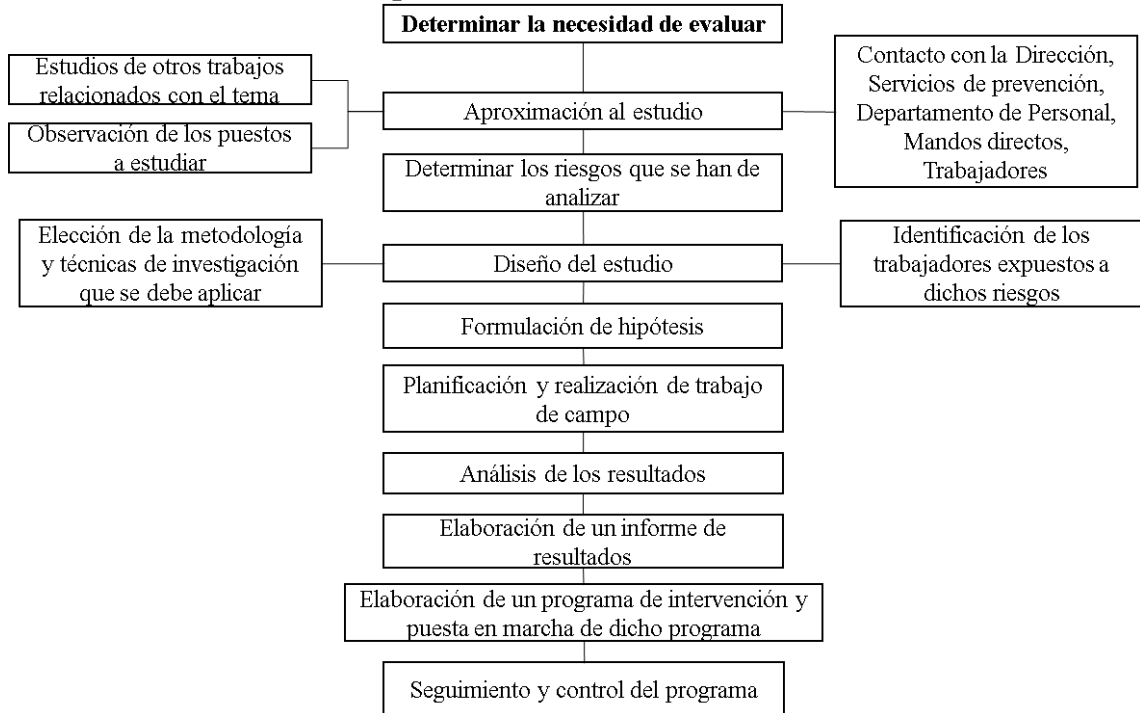 Determinar la necesidad de evaluar
Estudios de otros trabajos
relacionados con el tema
Observación de los puestos
a estudiar
Aproximación al estudio
Contacto con la Dirección,
Servicios de prevención,
Departamento de Personal,
Mandos directos,
Trabajadores
Determinar los riesgos que se han de
analizar
Elección de la metodología
y técnicas de investigación
que se debe aplicar
Diseño del estudio
Identificación de los
trabajadores expuestos a
dichos riesgos
Formulación de hipótesis
Planificación y realización de trabajo
de campo
Análisis de los resultados
Elaboración de un informe de
resultados
Elaboración de un programa de intervención y
puesta en marcha de dicho programa
Seguimiento y control del programa